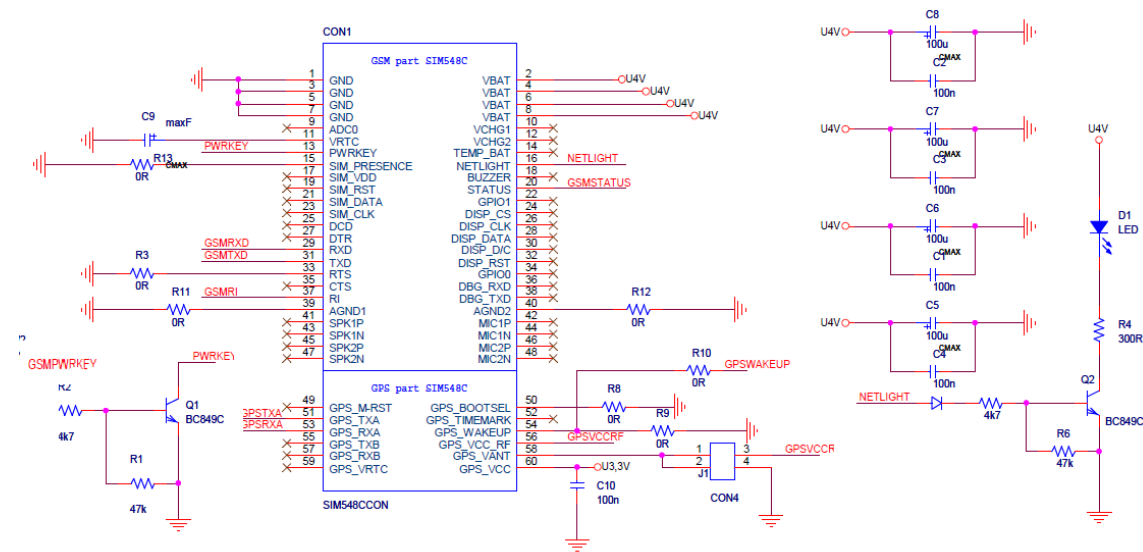 CON1
GSM part SIM548C
1 GND VBAT 2 U4V
3 GND VBAT 4 U4V
5 GND VBAT 6 U4V
7 GND VBAT 8 U4V
9 ADC0 VCHG1 10
C9 maxF
11 VRTC VCHG2 12
PWRKEY 13 PWRKEY TEMP_BAT 14
R13 CMAX 0R
15 SIM_PRESENCE NETLIGHT 16 NETLIGHT
17 SIM_VDD BUZZER 18
19 SIM_RST STATUS 20 GSMSTATUS
21 SIM_DATA GPIO1 22
23 SIM_CLK DISP_CS 24
25 DCD DISP_CLK 26
27 DTR DISP_DATA 28
GSMRXD 29 RXD DISP_D/C 30
GSMTXD 31 TXD DISP_RST 32
R3 0R
33 RTS GPIO0 34
35 CTS DBG_RXD 36
GSMRI 37 RI DBG_TXD 38
R11 0R
39 AGND1 AGND2 40
R12 0R
41 SPK1P MIC1P 42
43 SPK1N MIC1N 44
45 SPK2P MIC2P 46
47 SPK2N MIC2N 48
GPS part SIM548C
49 GPS_M-RST GPS_BOOTSEL 50
GPSTXA 51 GPS_TXA GPS_TIMEMARK 52
GPSRXA 53 GPS_RXA GPS_WAKEUP 54
55 GPS_TXB GPS_VCC_RF 56 GPSVCCRF
57 GPS_RXB GPS_VANT 58
59 GPS_VRTC GPS_VCC 60 U3,3V
SIM548CCON
R10 0R GPSWAKEUP
R8 0R
R9 0R
1 3 GPSVCCR
2 4
J1
CON4
C10
100n
3
GSMPWRKEY
PWRKEY
R2
4k7
Q1
BC849C
R1
47k
C8
U4V
100u CMAX
C2
100n
C7
U4V
100u CMAX
C3
100n
C6
U4V
100u CMAX
C1
100n
C5
U4V
100u CMAX
C4
100n
U4V
D1
LED
R4
300R
Q2
BC849C
NETLIGHT
4k7
R6
47k